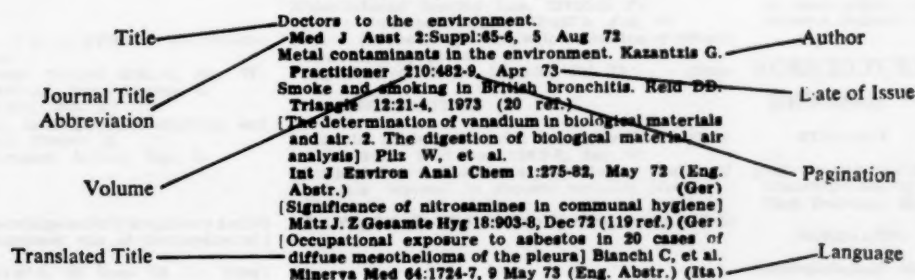 Title
Journal Title
Abbreviation
Volume
Translated Title
Doctors to the environment.
Med J Aust 2:Suppl:65-6, 5 Aug 72
Metal contaminants in the environment. Kazantzis G.
Practitioner 210:482-9, Apr 73
Smoke and smoking in British bronchitis. Reid DD.
Triangle 12:21-4, 1973 (20 ref.)
[The determination of vanadium in biological materials
and air. 2. The digestion of biological material, air
analysis] Pilz W, et al.
Int J Environ Anal Chem 1:275-82, May 72 (Eng.
Abstr.) (Ger)
[Significance of nitrosamines in communal hygiene]
Matz J. Z Gesamte Hyg 18:903-8, Dec 72 (119 ref.) (Ger)
[Occupational exposure to asbestos in 20 cases of
diffuse mesothelioma of the pleura] Bianchi C, et al.
Minerva Med 64:1724-7, 9 May 73 (Eng. Abstr.) (Ita)
Author
Date of Issue
Pagination
Language